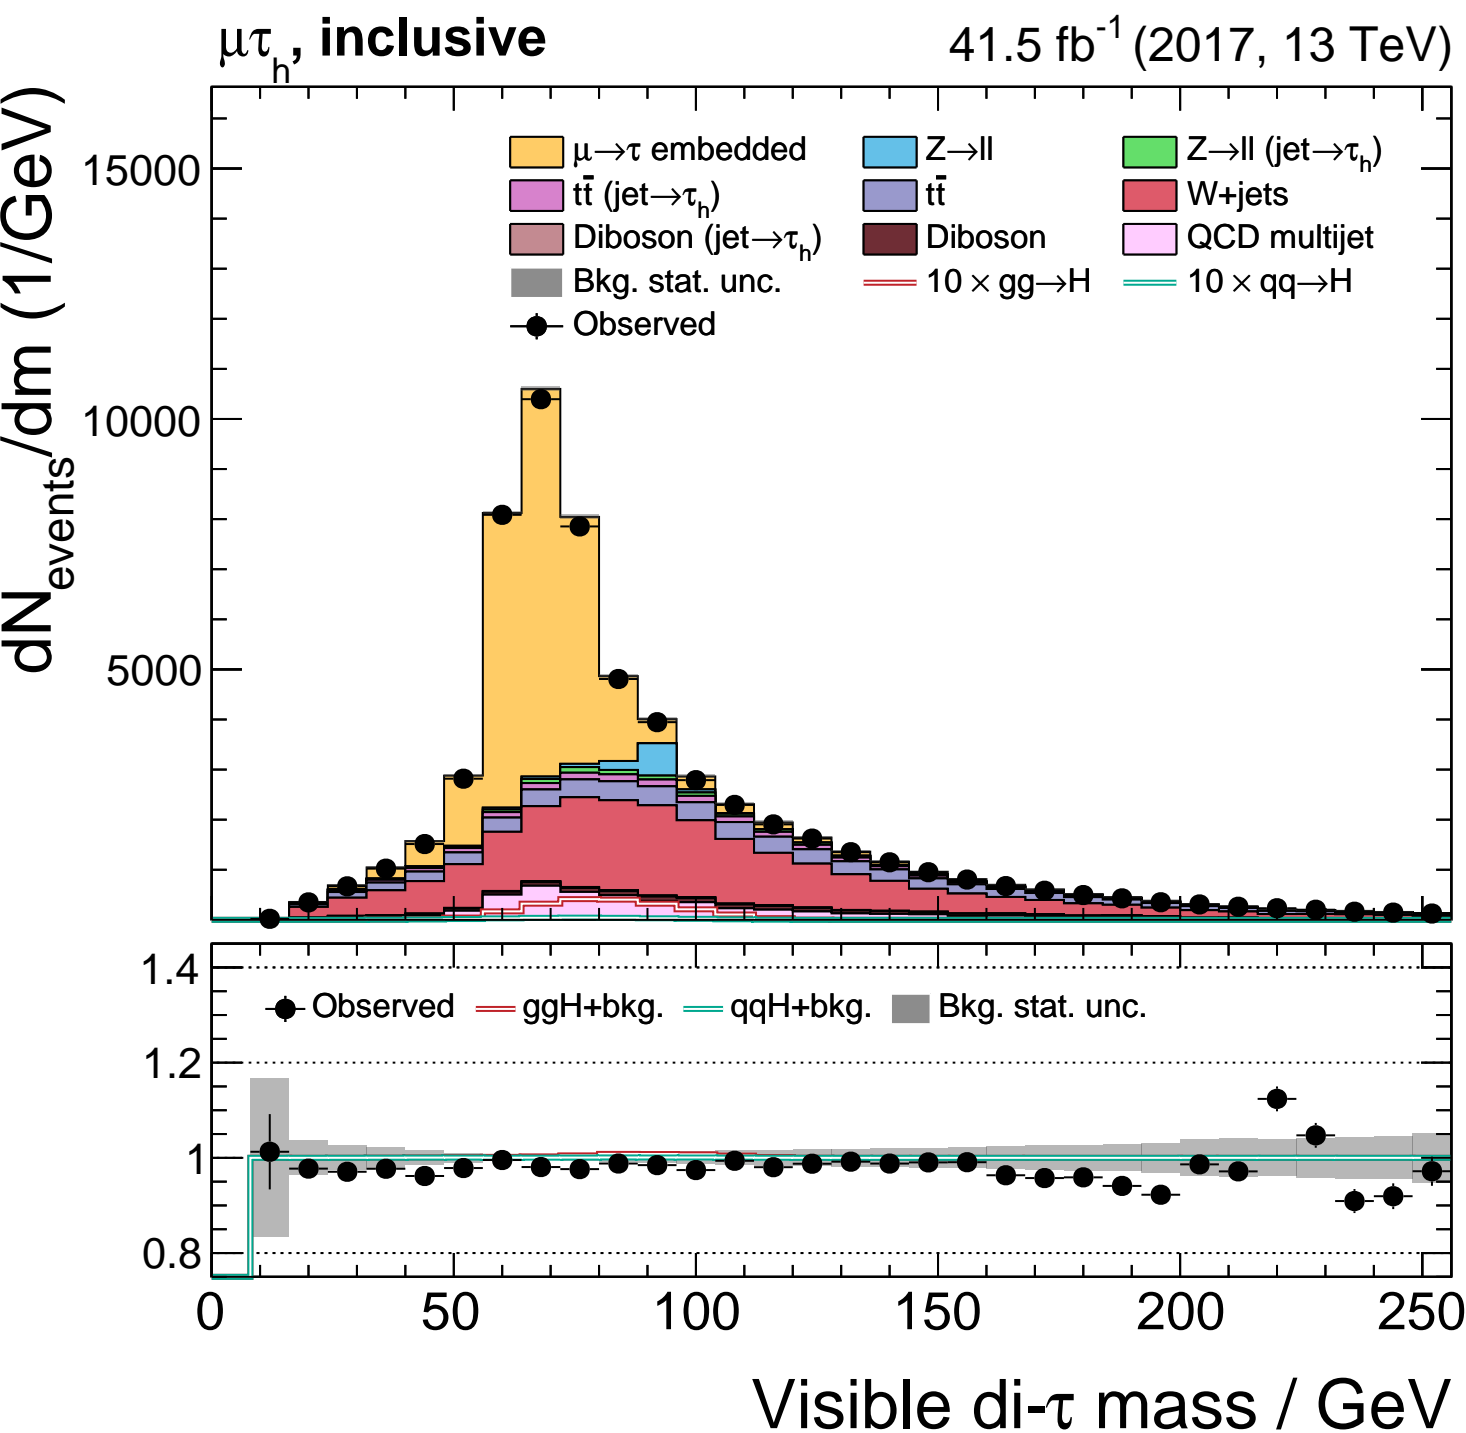 μτh, inclusive 41.5 fb-1 (2017, 13 TeV)
dNevents/dm (1/GeV)
μ→τ embedded Z→ll Z→ll (jet→τh)
tt̄ (jet→τh) tt̄ W+jets
Diboson (jet→τh) Diboson QCD multijet
Bkg. stat. unc. 10 × gg→H 10 × qq→H
Observed
15000
10000
5000
Observed ggH+bkg. qqH+bkg. Bkg. stat. unc.
1.4
1.2
1
0.8
0 50 100 150 200 250
Visible di-τ mass / GeV